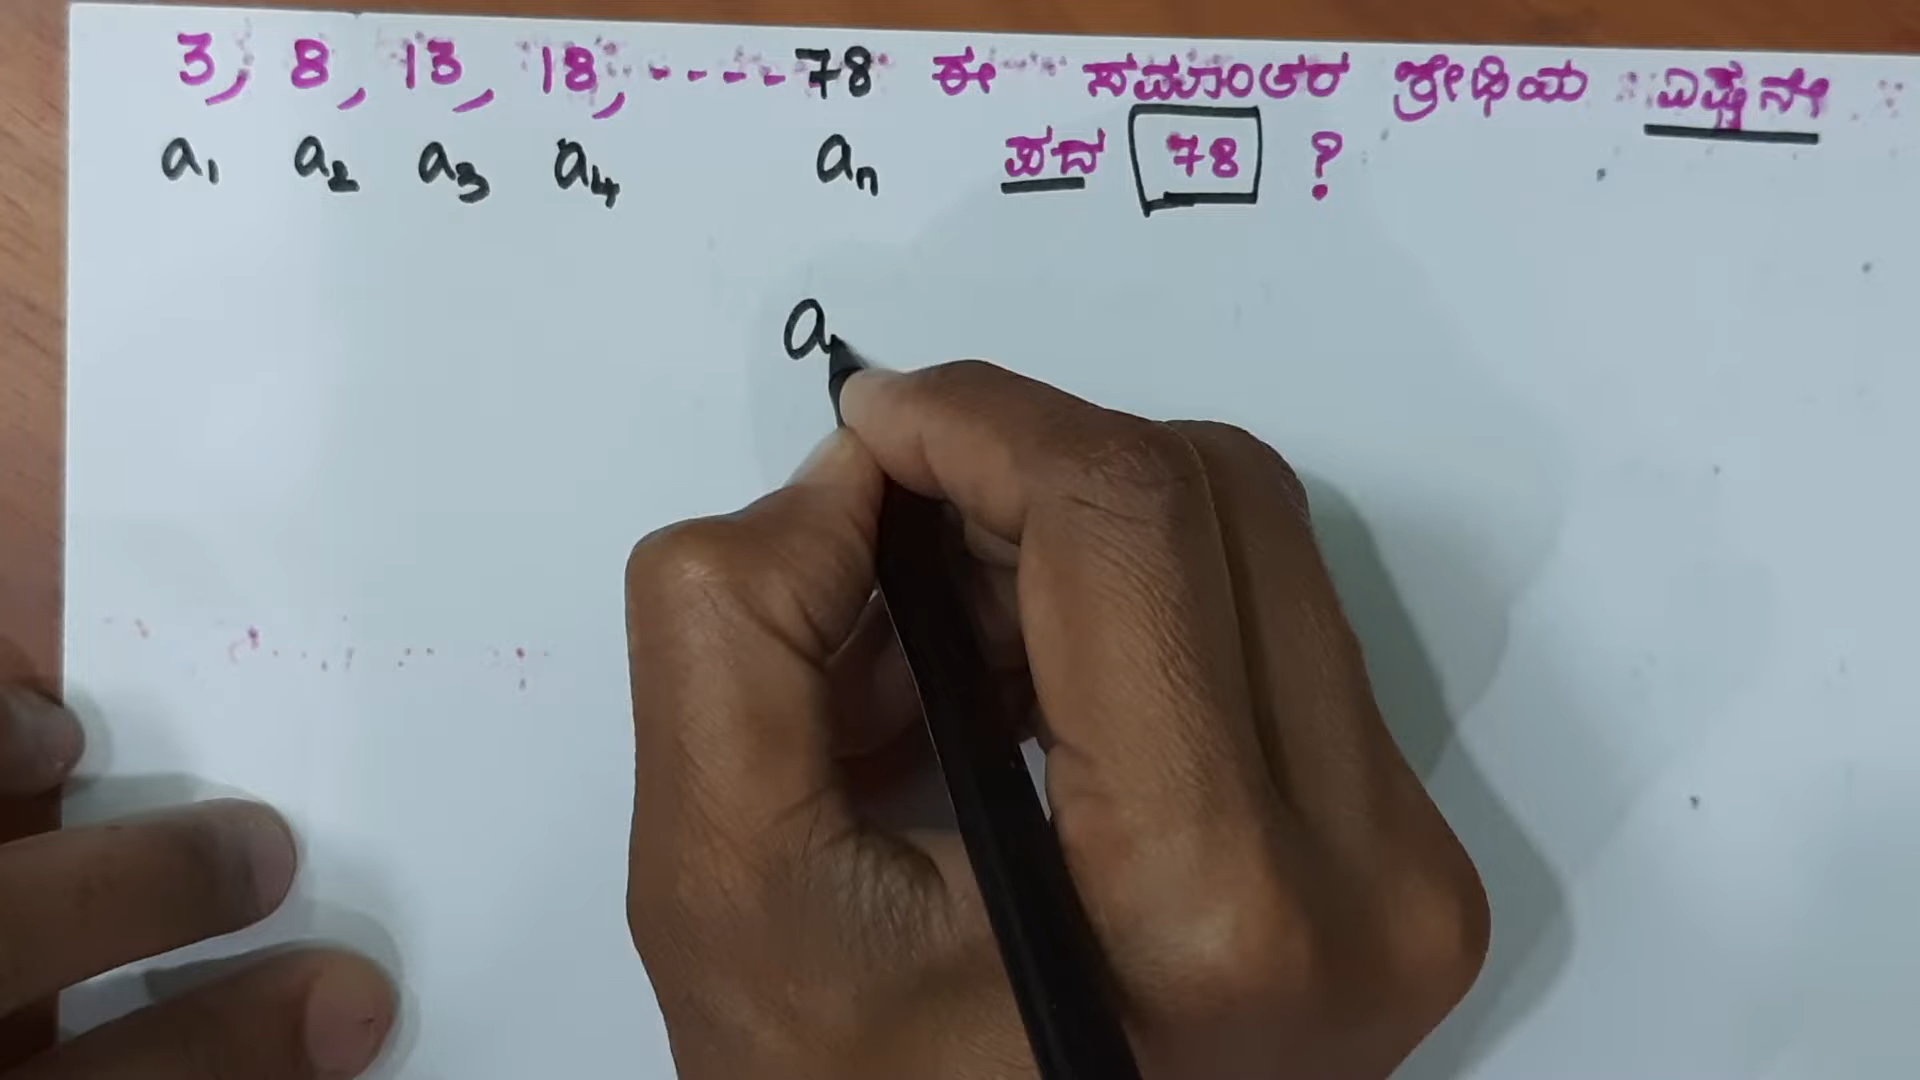 3, 8, 13, 18, ----- 78 ಈ ಸಮಾಂತರ ಶ್ರೇಢಿಯ ಎಷ್ಟನೇ
a₁ a₂ a₃ a₄ aₙ ಪದ 78 ?
a